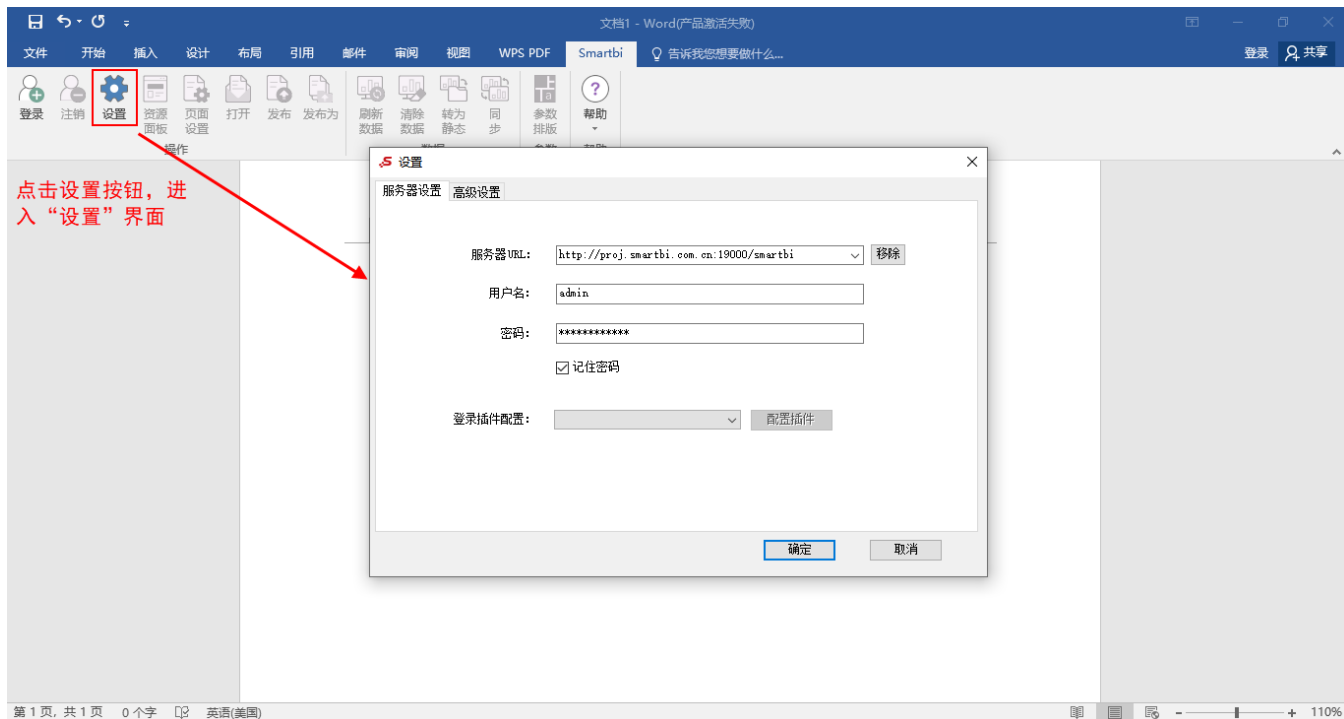 文档1 - Word(产品激活失败)
文件 开始 插入 设计 布局 引用 邮件 审阅 视图 WPS PDF Smartbi 告诉我您想要做什么... 登录 共享
登录 注销 设置 资源面板 页面设置 打开 发布 发布为 刷新数据 清除数据 转为静态 同步 参数排版 帮助
操作
点击设置按钮，进
入“设置”界面
设置
服务器设置 高级设置
服务器URL: http://proj.smartbi.com.cn:19000/smartbi 移除
用户名: admin
密码: ************
记住密码
登录插件配置: 配置插件
确定 取消
第1页, 共1页 0个字 英语(美国) 110%